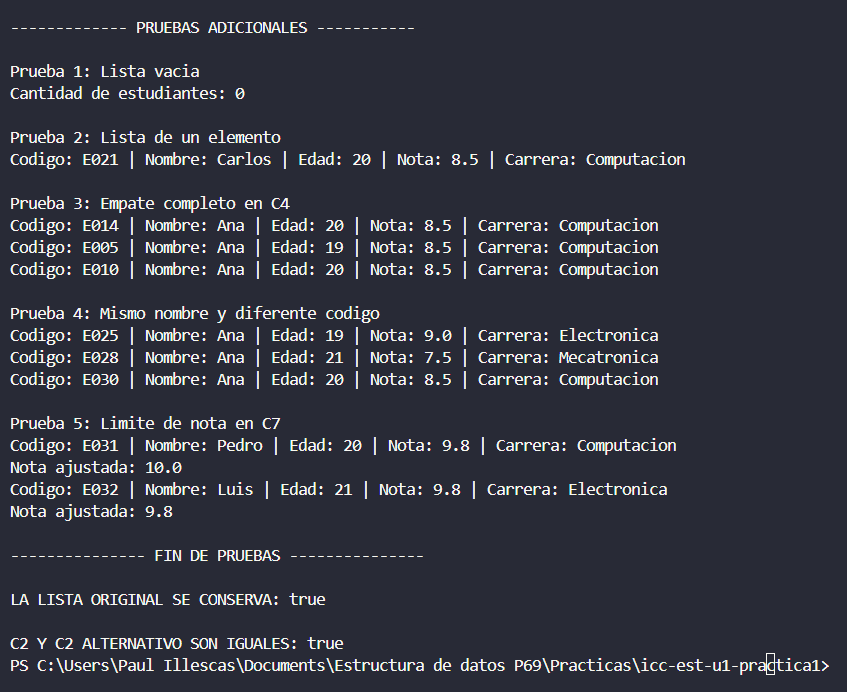 ------------- PRUEBAS ADICIONALES -----------
Prueba 1: Lista vacia
Cantidad de estudiantes: 0
Prueba 2: Lista de un elemento
Codigo: E021 | Nombre: Carlos | Edad: 20 | Nota: 8.5 | Carrera: Computacion
Prueba 3: Empate completo en C4
Codigo: E014 | Nombre: Ana | Edad: 20 | Nota: 8.5 | Carrera: Computacion
Codigo: E005 | Nombre: Ana | Edad: 19 | Nota: 8.5 | Carrera: Computacion
Codigo: E010 | Nombre: Ana | Edad: 20 | Nota: 8.5 | Carrera: Computacion
Prueba 4: Mismo nombre y diferente codigo
Codigo: E025 | Nombre: Ana | Edad: 19 | Nota: 9.0 | Carrera: Electronica
Codigo: E028 | Nombre: Ana | Edad: 21 | Nota: 7.5 | Carrera: Mecatronica
Codigo: E030 | Nombre: Ana | Edad: 20 | Nota: 8.5 | Carrera: Computacion
Prueba 5: Limite de nota en C7
Codigo: E031 | Nombre: Pedro | Edad: 20 | Nota: 9.8 | Carrera: Computacion
Nota ajustada: 10.0
Codigo: E032 | Nombre: Luis | Edad: 21 | Nota: 9.8 | Carrera: Electronica
Nota ajustada: 9.8
--------------- FIN DE PRUEBAS ---------------
LA LISTA ORIGINAL SE CONSERVA: true
C2 Y C2 ALTERNATIVO SON IGUALES: true
PS C:\Users\Paul Illescas\Documents\Estructura de datos P69\Practicas\icc-est-u1-practica1>